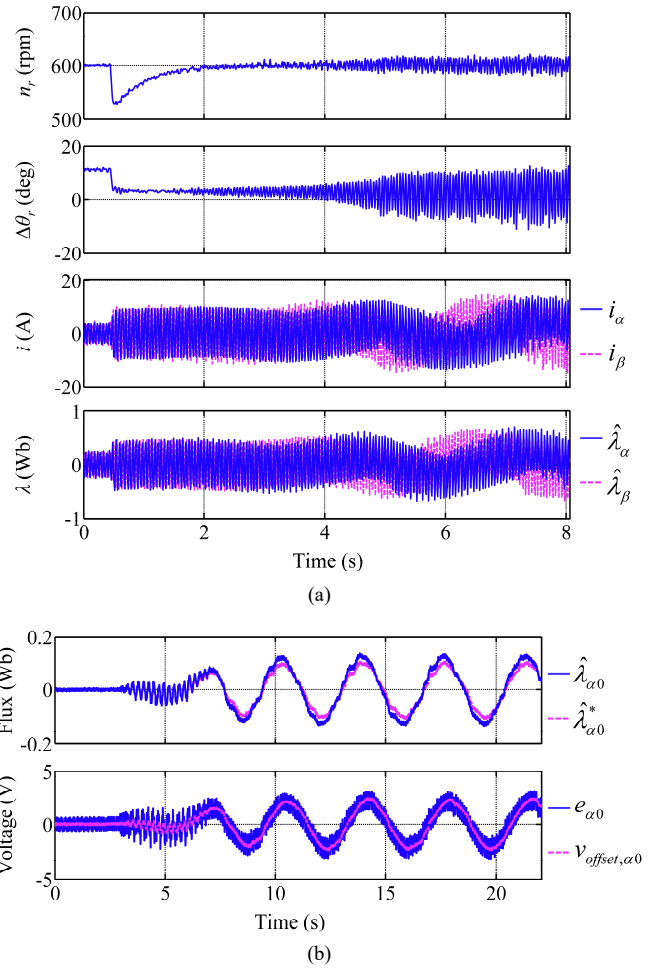 700
600
500
n_r (rpm)
20
0
-20
Δθ_r (deg)
20
0
-20
i (A)
i_α
i_β
1
0
-1
λ (Wb)
λ̂_α
λ̂_β
0 2 4 6 8
Time (s)
(a)
0.2
0
-0.2
Flux (Wb)
λ̂_α0
λ̂*_α0
5
0
-5
Voltage (V)
e_α0
v_offset,α0
0 5 10 15 20
Time (s)
(b)